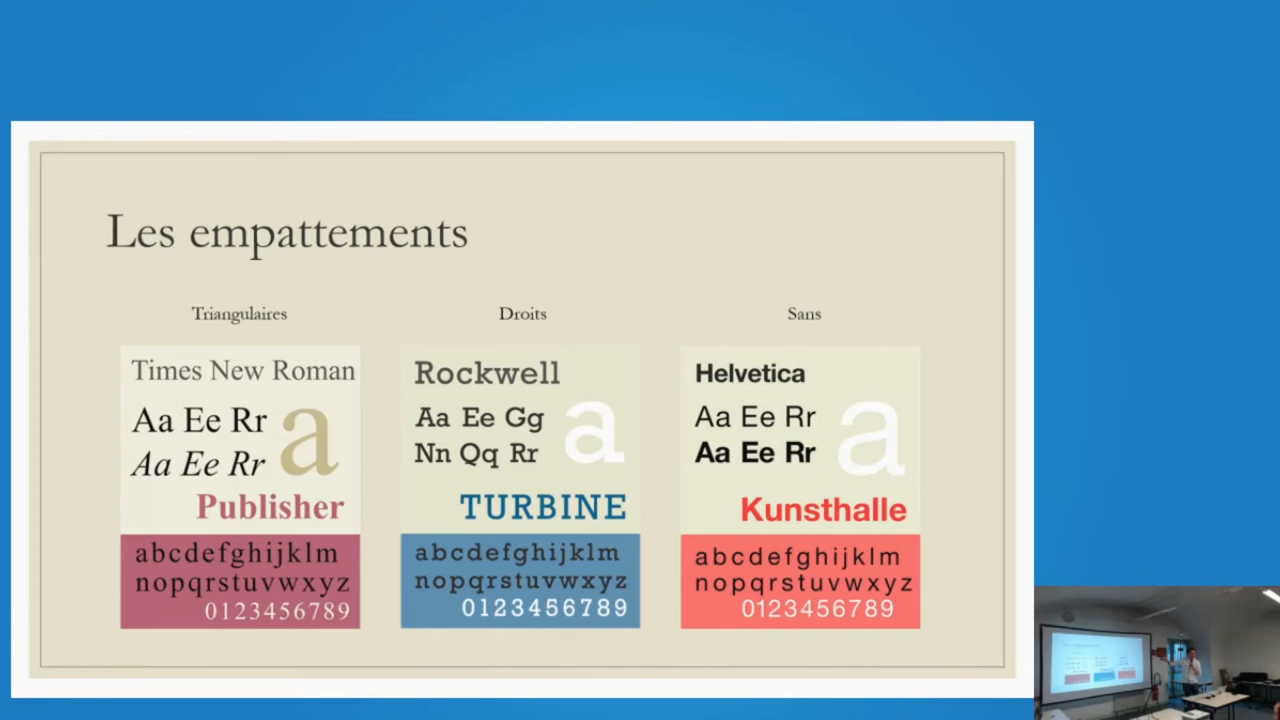 Les empattements
Triangulaires
Times New Roman
Aa Ee Rr
a
Aa Ee Rr
Publisher
abcdefghijklm
nopqrstuvwxyz
0123456789
Droits
Rockwell
Aa Ee Gg
a
Nn Qq Rr
TURBINE
abcdefghijklm
nopqrstuvwxyz
0123456789
Sans
Helvetica
Aa Ee Rr
a
Aa Ee Rr
Kunsthalle
abcdefghijklm
nopqrstuvwxyz
0123456789